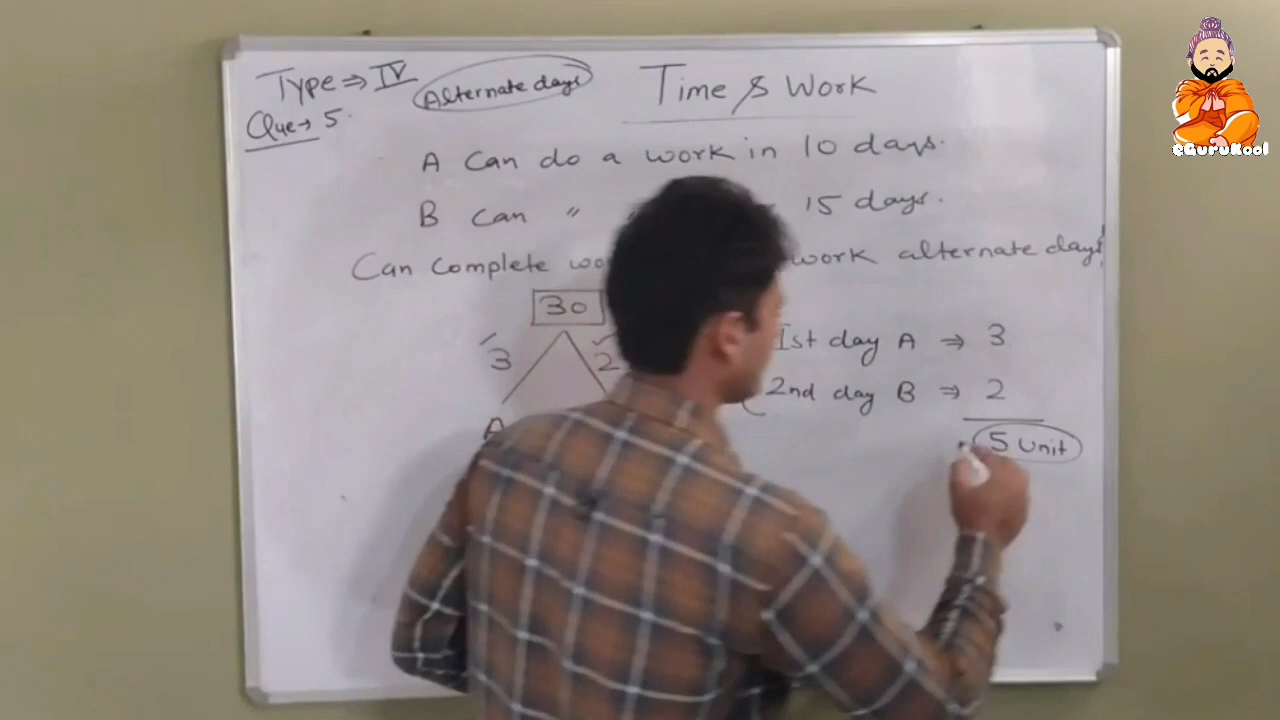 Type ⇒ IV Alternate days Time & Work
Que → 5.
A Can do a work in 10 days.
B Can " 15 days.
Can Complete work alternate days
30
3 2
A
1st day A ⇒ 3
2nd day B ⇒ 2
5 Unit
eGuruKool